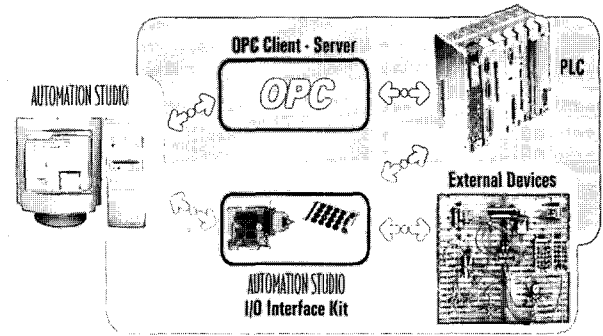 OPC Client - Server
OPC
PLC
AUTOMATION STUDIO
External Devices
AUTOMATION STUDIO
I/O Interface Kit